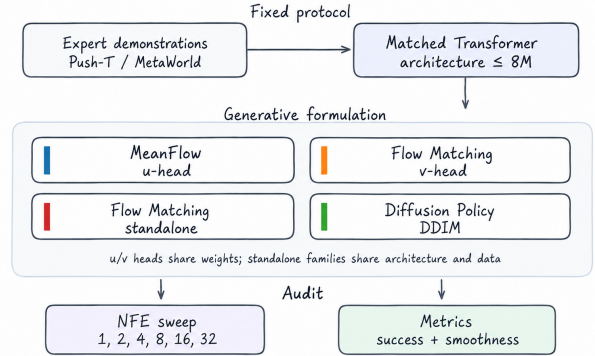 Fixed protocol
Expert demonstrations
Push-T / MetaWorld
Matched Transformer
architecture ≤ 8M
Generative formulation
MeanFlow
u-head
Flow Matching
v-head
Flow Matching
standalone
Diffusion Policy
DDIM
u/v heads share weights; standalone families share architecture and data
Audit
NFE sweep
1, 2, 4, 8, 16, 32
Metrics
success + smoothness